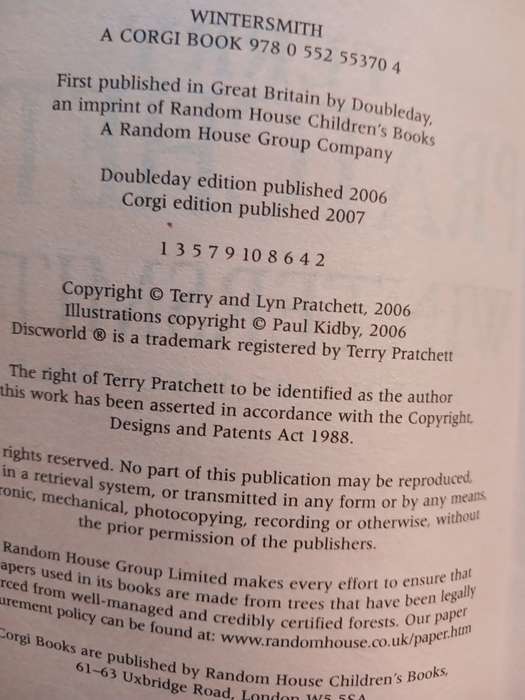 WINTERSMITH
A CORGI BOOK 978 0 552 55370 4
First published in Great Britain by Doubleday,
an imprint of Random House Children's Books
A Random House Group Company
Doubleday edition published 2006
Corgi edition published 2007
1 3 5 7 9 10 8 6 4 2
Copyright © Terry and Lyn Pratchett, 2006
Illustrations copyright © Paul Kidby, 2006
Discworld ® is a trademark registered by Terry Pratchett
The right of Terry Pratchett to be identified as the author
this work has been asserted in accordance with the Copyright,
Designs and Patents Act 1988.
rights reserved. No part of this publication may be reproduced,
in a retrieval system, or transmitted in any form or by any means,
ronic, mechanical, photocopying, recording or otherwise, without
the prior permission of the publishers.
Random House Group Limited makes every effort to ensure that
apers used in its books are made from trees that have been legally
rced from well-managed and credibly certified forests. Our paper
urement policy can be found at: www.randomhouse.co.uk/paper.htm
Corgi Books are published by Random House Children's Books,
61–63 Uxbridge Road, London W5 5SA